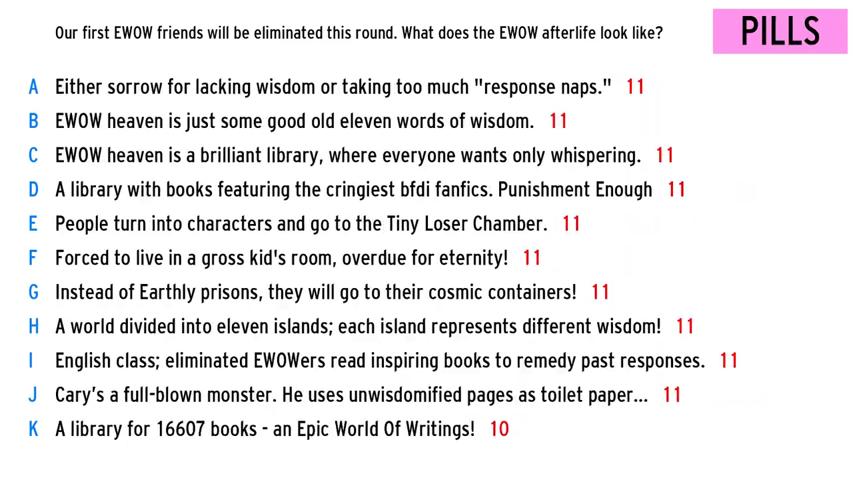 Our first EWOW friends will be eliminated this round. What does the EWOW afterlife look like?
PILLS
A Either sorrow for lacking wisdom or taking too much "response naps." 11
B EWOW heaven is just some good old eleven words of wisdom. 11
C EWOW heaven is a brilliant library, where everyone wants only whispering. 11
D A library with books featuring the cringiest bfdi fanfics. Punishment Enough 11
E People turn into characters and go to the Tiny Loser Chamber. 11
F Forced to live in a gross kid's room, overdue for eternity! 11
G Instead of Earthly prisons, they will go to their cosmic containers! 11
H A world divided into eleven islands; each island represents different wisdom! 11
I English class; eliminated EWOWers read inspiring books to remedy past responses. 11
J Cary's a full-blown monster. He uses unwisdomified pages as toilet paper... 11
K A library for 16607 books - an Epic World Of Writings! 10